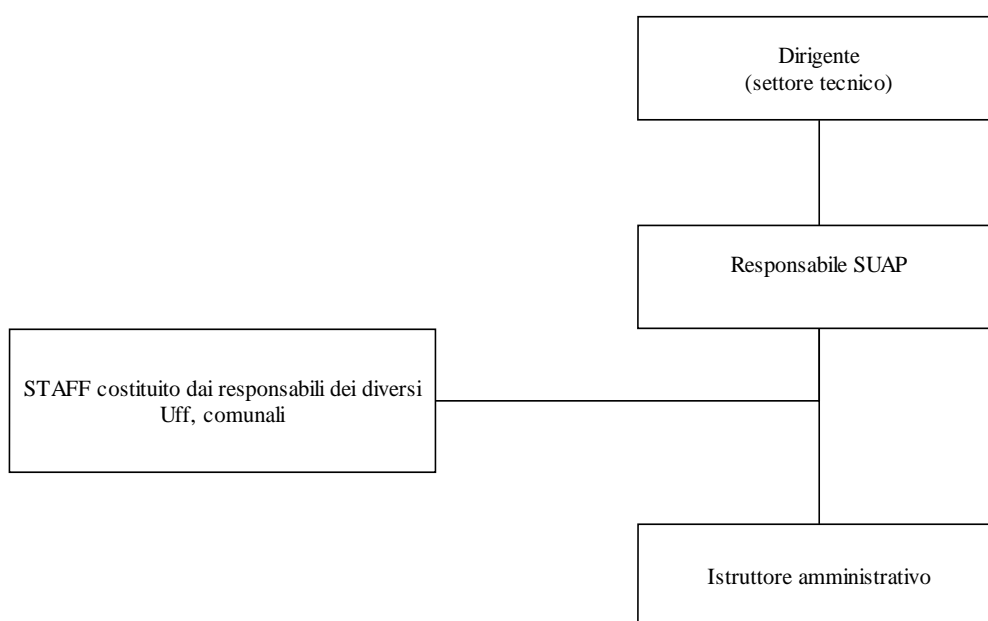 Dirigente
(settore tecnico)
Responsabile SUAP
STAFF costituito dai responsabili dei diversi
Uff, comunali
Istruttore amministrativo